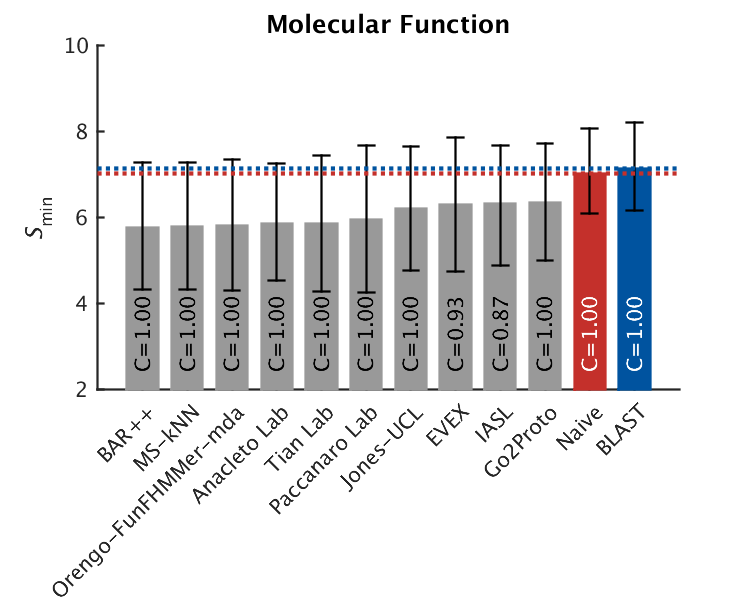 Molecular Function
10
8
6
4
2
Smin
C=1.00
C=1.00
C=1.00
C=1.00
C=1.00
C=1.00
C=1.00
C=0.93
C=0.87
C=1.00
C=1.00
C=1.00
BAR++
MS-kNN
Orengo-FunFHMMer-mda
Anacleto Lab
Tian Lab
Paccanaro Lab
Jones-UCL
EVEX
IASL
Go2Proto
Naive
BLAST